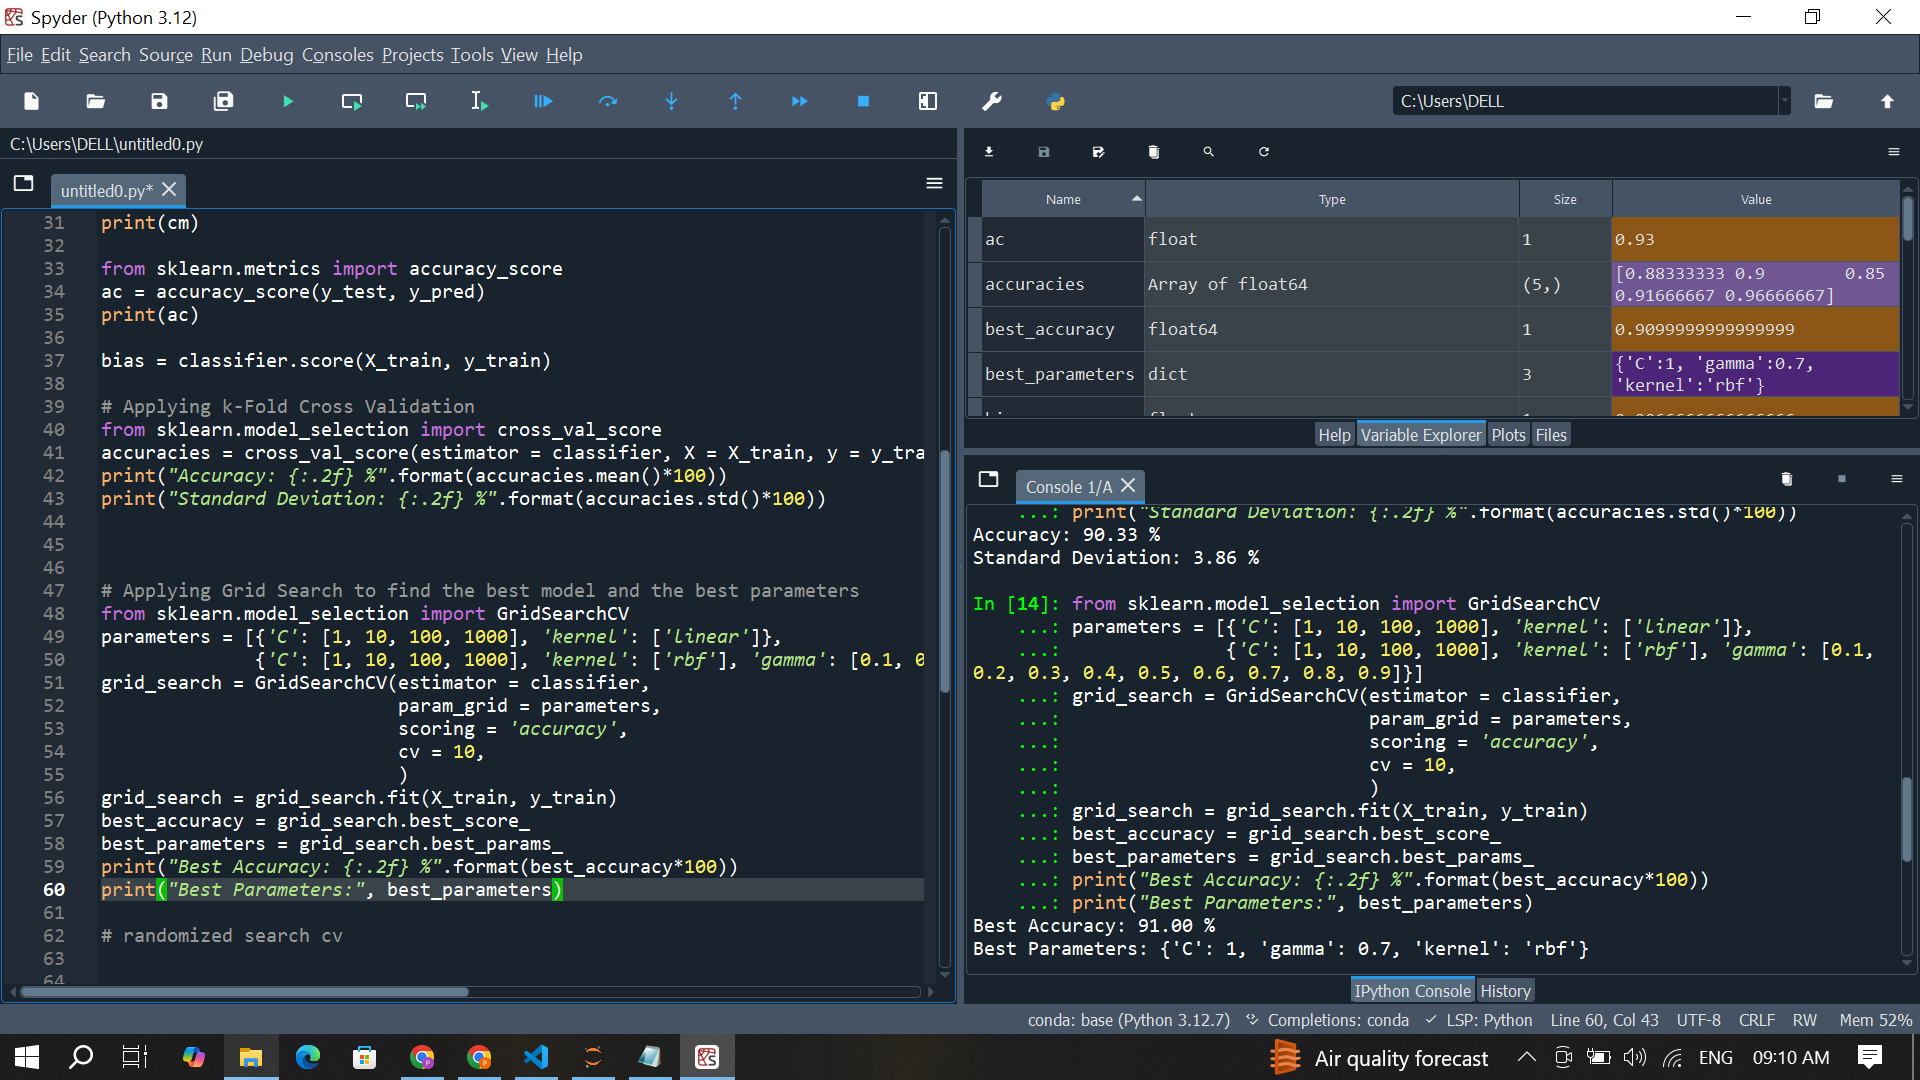 Spyder (Python 3.12)
File Edit Search Source Run Debug Consoles Projects Tools View Help
C:\Users\DELL
C:\Users\DELL\untitled0.py
untitled0.py*
31 print(cm)
32
33 from sklearn.metrics import accuracy_score
34 ac = accuracy_score(y_test, y_pred)
35 print(ac)
36
37 bias = classifier.score(X_train, y_train)
38
39 # Applying k-Fold Cross Validation
40 from sklearn.model_selection import cross_val_score
41 accuracies = cross_val_score(estimator = classifier, X = X_train, y = y_tra
42 print("Accuracy: {:.2f} %".format(accuracies.mean()*100))
43 print("Standard Deviation: {:.2f} %".format(accuracies.std()*100))
44
45
46
47 # Applying Grid Search to find the best model and the best parameters
48 from sklearn.model_selection import GridSearchCV
49 parameters = [{'C': [1, 10, 100, 1000], 'kernel': ['linear']},
50 {'C': [1, 10, 100, 1000], 'kernel': ['rbf'], 'gamma': [0.1, 0
51 grid_search = GridSearchCV(estimator = classifier,
52 param_grid = parameters,
53 scoring = 'accuracy',
54 cv = 10,
55 )
56 grid_search = grid_search.fit(X_train, y_train)
57 best_accuracy = grid_search.best_score_
58 best_parameters = grid_search.best_params_
59 print("Best Accuracy: {:.2f} %".format(best_accuracy*100))
60 print("Best Parameters:", best_parameters)
61
62 # randomized search cv
63
64
Name Type Size Value
ac float 1 0.93
accuracies Array of float64 (5,) [0.88333333 0.9 0.85
0.91666667 0.96666667]
best_accuracy float64 1 0.9099999999999999
best_parameters dict 3 {'C':1, 'gamma':0.7,
'kernel':'rbf'}
Help Variable Explorer Plots Files
Console 1/A
...: print("Standard Deviation: {:.2f} %".format(accuracies.std()*100))
Accuracy: 90.33 %
Standard Deviation: 3.86 %
In [14]: from sklearn.model_selection import GridSearchCV
...: parameters = [{'C': [1, 10, 100, 1000], 'kernel': ['linear']},
...: {'C': [1, 10, 100, 1000], 'kernel': ['rbf'], 'gamma': [0.1,
0.2, 0.3, 0.4, 0.5, 0.6, 0.7, 0.8, 0.9]}]
...: grid_search = GridSearchCV(estimator = classifier,
...: param_grid = parameters,
...: scoring = 'accuracy',
...: cv = 10,
...: )
...: grid_search = grid_search.fit(X_train, y_train)
...: best_accuracy = grid_search.best_score_
...: best_parameters = grid_search.best_params_
...: print("Best Accuracy: {:.2f} %".format(best_accuracy*100))
...: print("Best Parameters:", best_parameters)
Best Accuracy: 91.00 %
Best Parameters: {'C': 1, 'gamma': 0.7, 'kernel': 'rbf'}
IPython Console History
conda: base (Python 3.12.7) Completions: conda LSP: Python Line 60, Col 43 UTF-8 CRLF RW Mem 52%
Air quality forecast ENG 09:10 AM